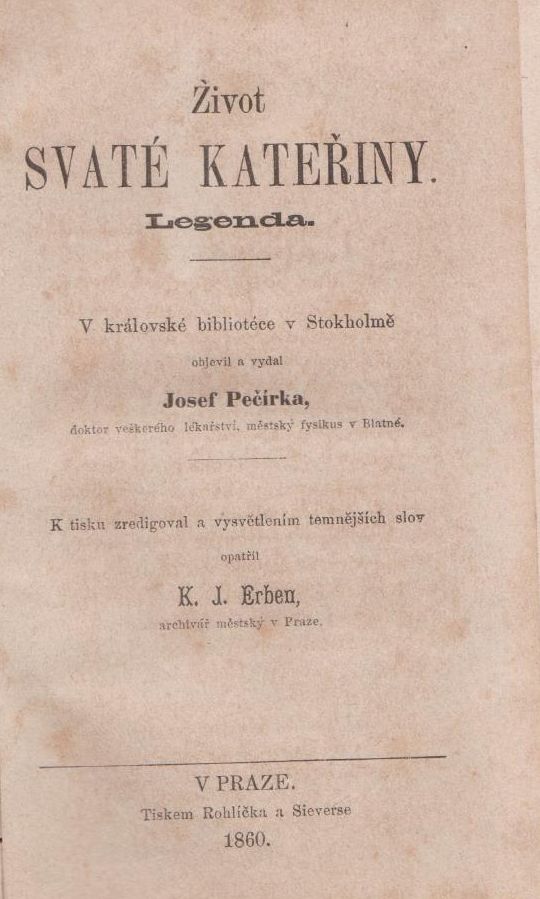 Život
SVATÉ KATEŘINY.
Legenda.
V královské bibliotéce v Stokholmě
objevil a vydal
Josef Pečírka,
doktor veškerého lékařství, městský fysikus v Blatné.
K tisku zredigoval a vysvětlením temnějších slov
opatřil
K. J. Erben,
archivář městský v Praze.
V PRAZE.
Tiskem Rohlíčka a Sieverse
1860.